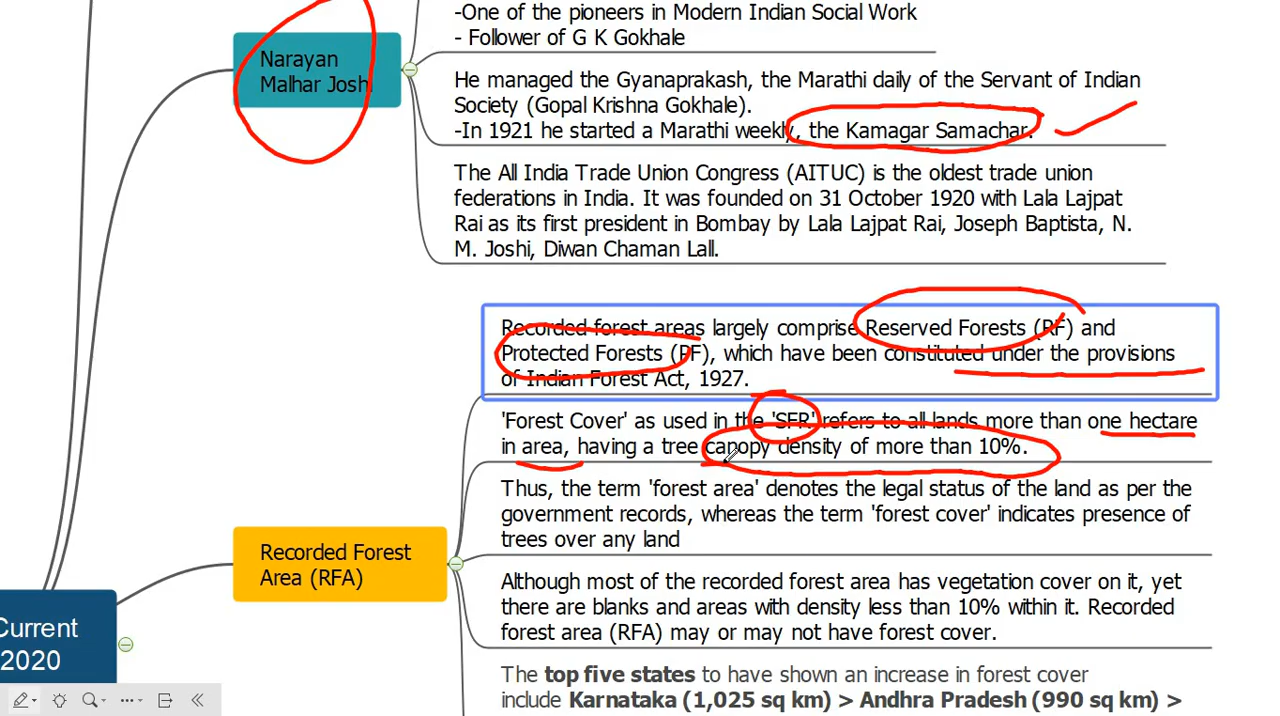 -One of the pioneers in Modern Indian Social Work
- Follower of G K Gokhale
Narayan
Malhar Joshi
He managed the Gyanaprakash, the Marathi daily of the Servant of Indian
Society (Gopal Krishna Gokhale).
-In 1921 he started a Marathi weekly, the Kamagar Samachar.
The All India Trade Union Congress (AITUC) is the oldest trade union
federations in India. It was founded on 31 October 1920 with Lala Lajpat
Rai as its first president in Bombay by Lala Lajpat Rai, Joseph Baptista, N.
M. Joshi, Diwan Chaman Lall.
Recorded forest areas largely comprise Reserved Forests (RF) and
Protected Forests (PF), which have been constituted under the provisions
of Indian Forest Act, 1927.
'Forest Cover' as used in the 'SFR' refers to all lands more than one hectare
in area, having a tree canopy density of more than 10%.
Thus, the term 'forest area' denotes the legal status of the land as per the
government records, whereas the term 'forest cover' indicates presence of
trees over any land
Recorded Forest
Area (RFA)
Although most of the recorded forest area has vegetation cover on it, yet
there are blanks and areas with density less than 10% within it. Recorded
forest area (RFA) may or may not have forest cover.
Current
2020
The top five states to have shown an increase in forest cover
include Karnataka (1,025 sq km) > Andhra Pradesh (990 sq km) >